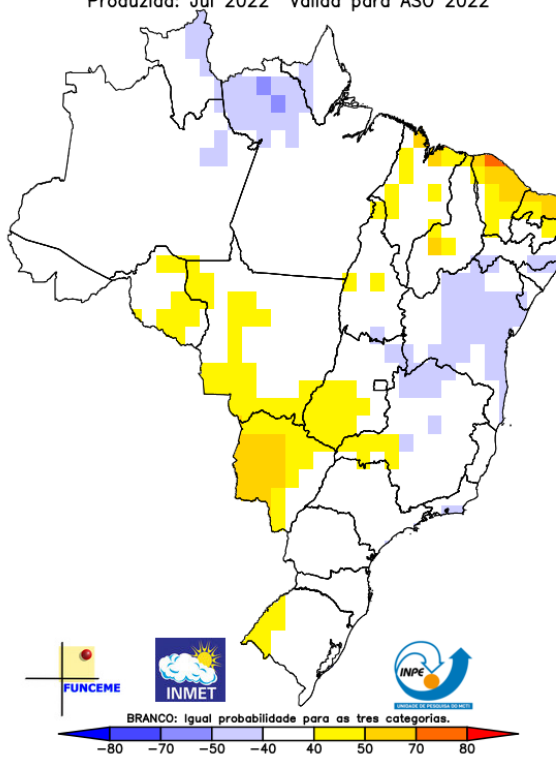 Produzida: Jul 2022 Válida para ASO 2022
FUNCEME
INMET
INPE
UNIDADE DE PESQUISA DO MCTI
BRANCO: Igual probabilidade para as tres categorias.
−80 −70 −50 −40 40 50 70 80